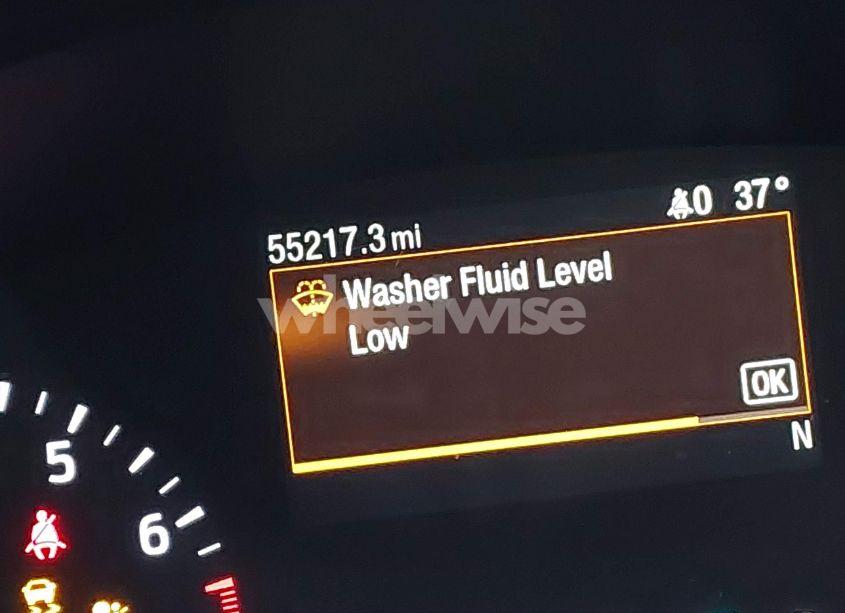 0 37°
55217.3 mi
Washer Fluid Level
Low
wheelwise
OK
N
5
6